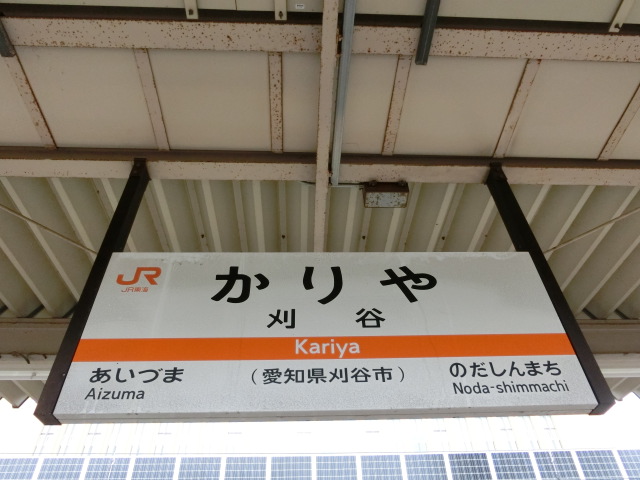 JR
JR東海
かりや
刈谷
Kariya
あいづま
Aizuma
(愛知県刈谷市)
のだしんまち
Noda-shimmachi